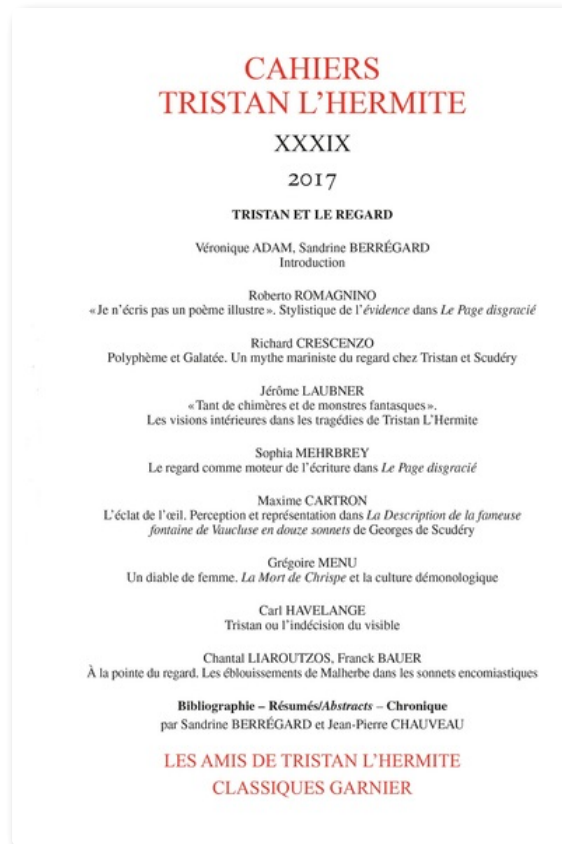 CAHIERS
TRISTAN L’HERMITE
XXXIX
2017
TRISTAN ET LE REGARD
Véronique ADAM, Sandrine BERRÉGARD
Introduction
Roberto ROMAGNINO
« Je n’écris pas un poème illustre ». Stylistique de l’évidence dans Le Page disgracié
Richard CRESCENZO
Polyphème et Galatée. Un mythe mariniste du regard chez Tristan et Scudéry
Jérôme LAUBNER
« Tant de chimères et de monstres fantasques ».
Les visions intérieures dans les tragédies de Tristan L’Hermite
Sophia MEHRBREY
Le regard comme moteur de l’écriture dans Le Page disgracié
Maxime CARTRON
L’éclat de l’œil. Perception et représentation dans La Description de la fameuse
fontaine de Vaucluse en douze sonnets de Georges de Scudéry
Grégoire MENU
Un diable de femme. La Mort de Chrispe et la culture démonologique
Carl HAVELANGE
Tristan ou l’indécision du visible
Chantal LIAROUTZOS, Franck BAUER
À la pointe du regard. Les éblouissements de Malherbe dans les sonnets encomiastiques
Bibliographie – Résumés/Abstracts – Chronique
par Sandrine BERRÉGARD et Jean-Pierre CHAUVEAU
LES AMIS DE TRISTAN L’HERMITE
CLASSIQUES GARNIER